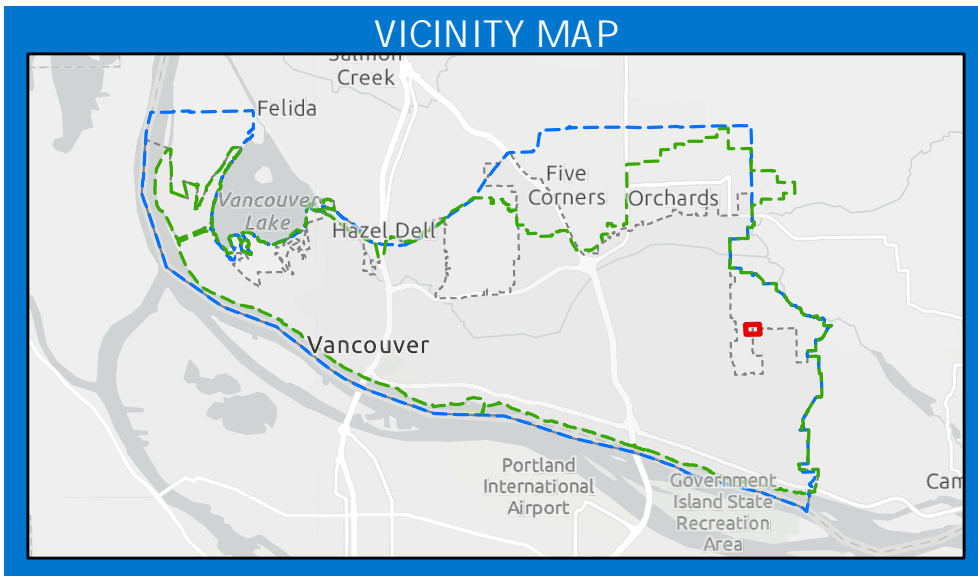 VICINITY MAP
Salmon
Creek
Felida
Five
Corners
Orchards
Vancouver
Lake
Hazel Dell
Vancouver
Portland
International
Airport
Government
Island State
Recreation
Area
Cam